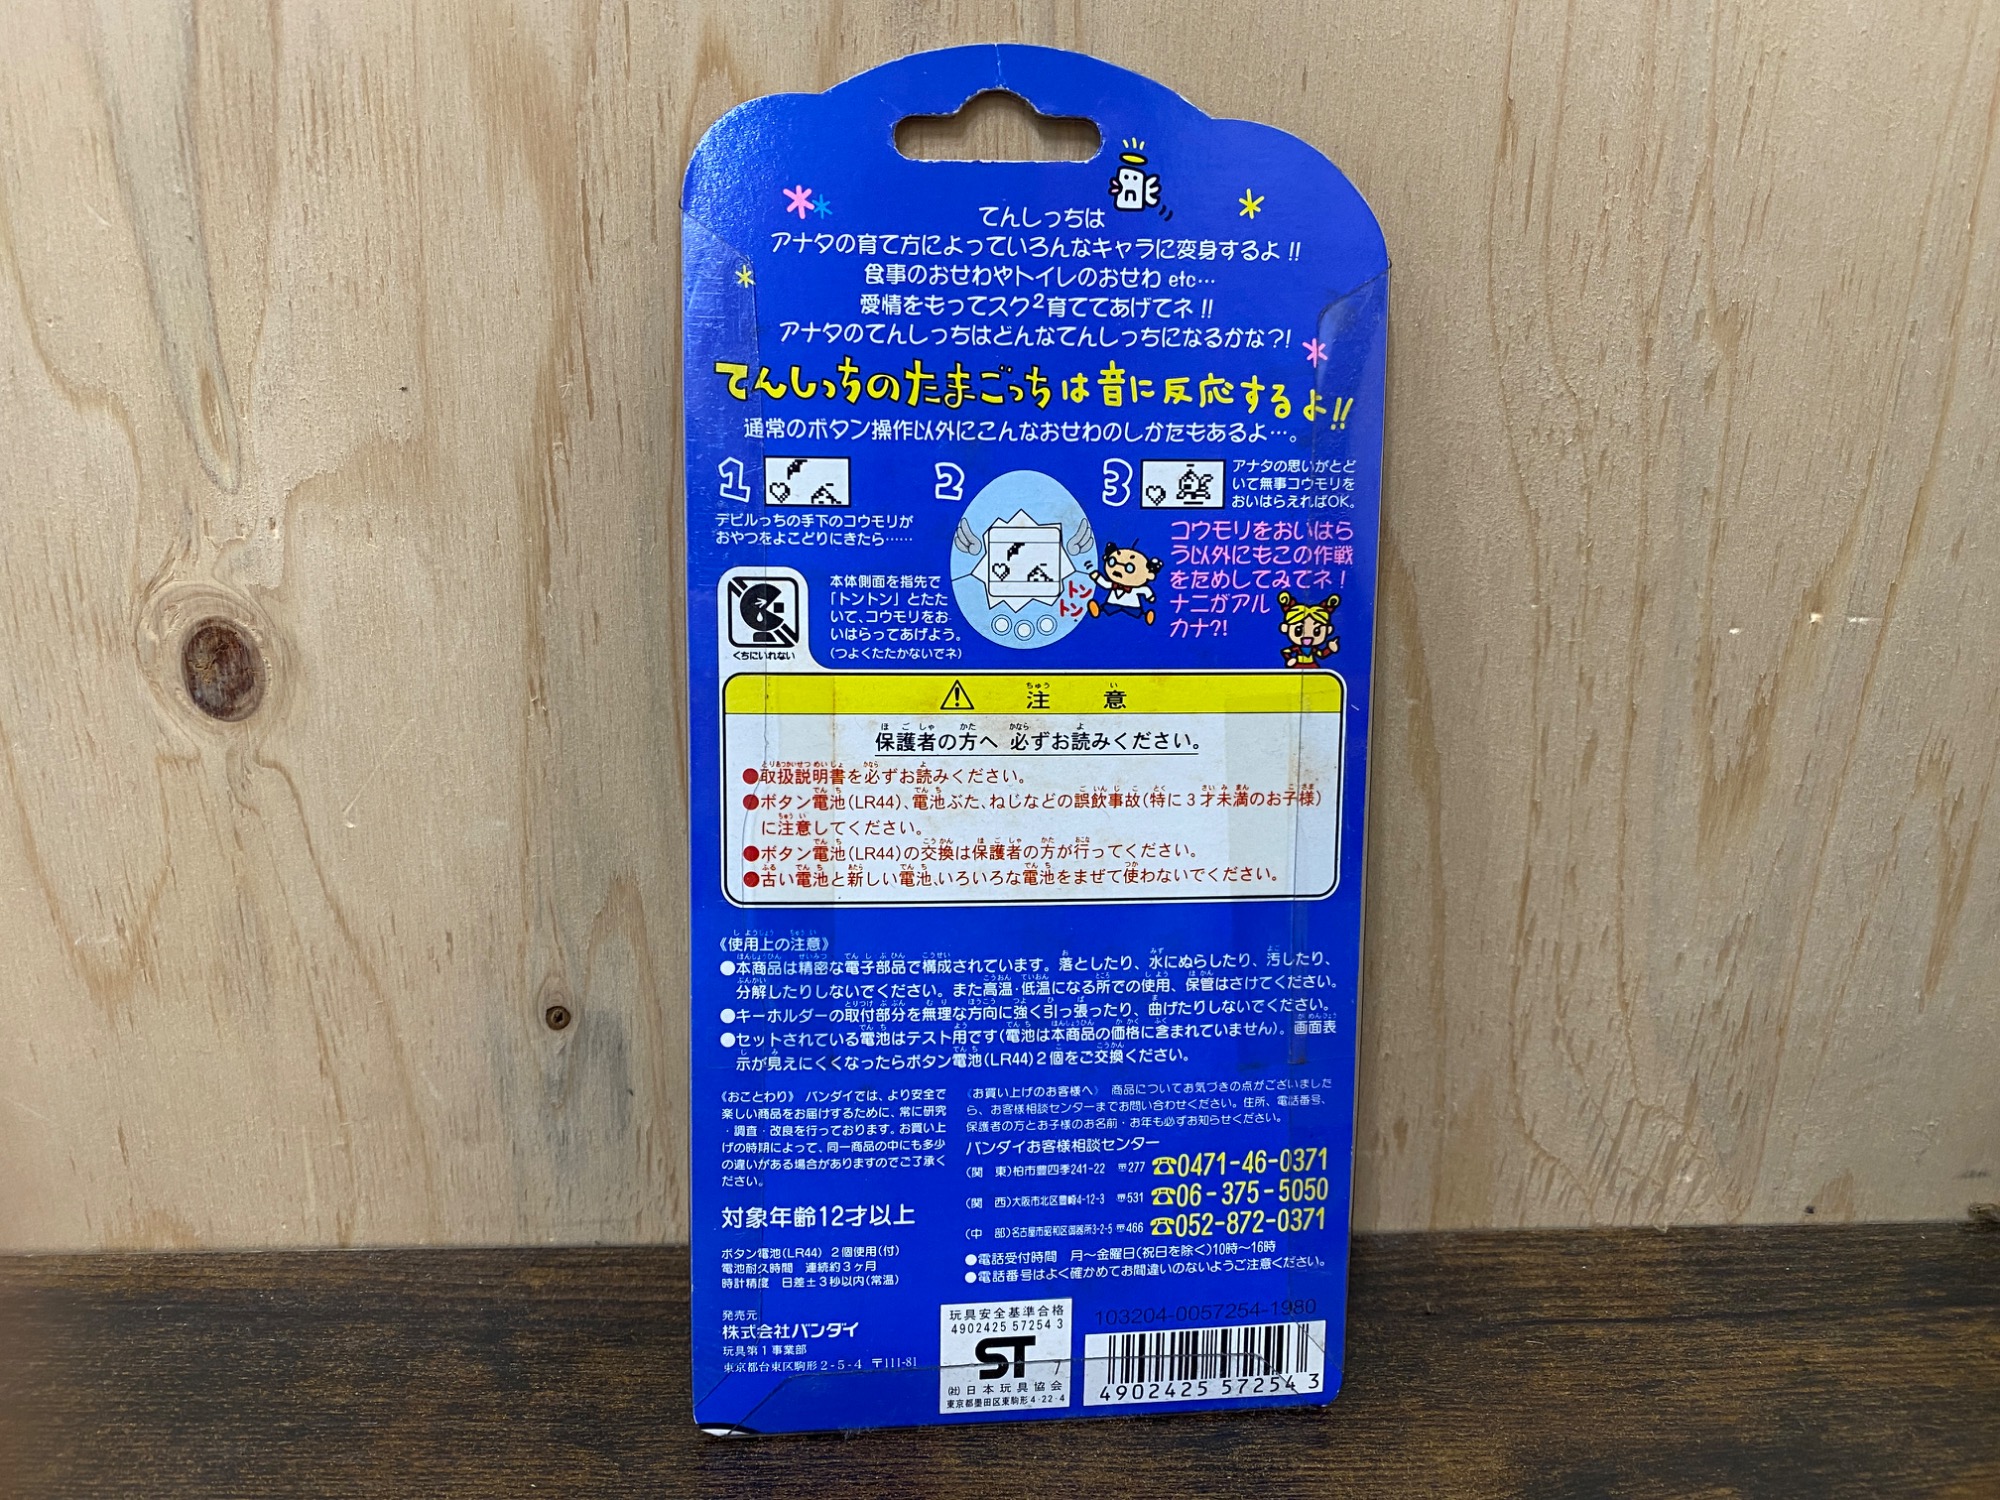 てんしっちは
アナタの育て方によっていろんなキャラに変身するよ!!
食事のおせわやトイレのおせわ etc…
愛情をもってスク²育ててあげてネ!!
アナタのてんしっちはどんなてんしっちになるかな?!
てんしっちのたまごっちは音に反応するよ!!
通常のボタン操作以外にこんなおせわのしかたもあるよ…。
1
デビルっちの手下のコウモリが
おやつをよこどりにきたら……
2
本体側面を指先で
「トントン」とたた
いて、コウモリをお
いはらってあげよう。
(つよくたたかないでネ)
トン
トン
3
アナタの思いがとど
いて無事コウモリを
おいはらえればOK。
コウモリをおいはら
う以外にもこの作戦
をためしてみてネ!
ナニがアル
カナ?!
くちにいれない
注意
保護者の方へ 必ずお読みください。
●取扱説明書を必ずお読みください。
●ボタン電池(LR44)、電池ぶた、ねじなどの誤飲事故(特に3才未満のお子様)
に注意してください。
●ボタン電池(LR44)の交換は保護者の方が行ってください。
●古い電池と新しい電池、いろいろな電池をまぜて使わないでください。
《使用上の注意》
●本商品は精密な電子部品で構成されています。落としたり、水にぬらしたり、汚したり、
分解したりしないでください。また高温・低温になる所での使用、保管はさけてください。
●キーホルダーの取付部分を無理な方向に強く引っ張ったり、曲げたりしないでください。
●セットされている電池はテスト用です(電池は本商品の価格に含まれていません)。画面表
示が見えにくくなったらボタン電池(LR44)2個をご交換ください。
《おことわり》 バンダイでは、より安全で
楽しい商品をお届けするために、常に研究
・調査・改良を行っております。お買い上
げの時期によって、同一商品の中にも多少
の違いがある場合がありますのでご了承く
ださい。
対象年齢12才以上
ボタン電池(LR44) 2個使用(付)
電池耐久時間 連続約3ヶ月
時計精度 日差±3秒以内(常温)
発売元
株式会社バンダイ
玩具第1事業部
東京都台東区駒形2-5-4 〒111-81
《お買い上げのお客様へ》 商品についてお気づきの点がございました
ら、お客様相談センターまでお問い合わせください。住所、電話番号、
保護者の方とお子様のお名前・お年も必ずお知らせください。
バンダイお客様相談センター
(関 東)柏市豊四季241-22 〒277 ☎0471-46-0371
(関 西)大阪市北区豊崎4-12-3 〒531 ☎06-375-5050
(中 部)名古屋市昭和区御器所3-2-5 〒466 ☎052-872-0371
●電話受付時間 月～金曜日(祝日を除く)10時～16時
●電話番号はよく確かめてお間違いのないようご注意ください。
玩具安全基準合格
4902425 57254 3
ST
7
(社)日本玩具協会
東京都墨田区東駒形4-22-4
103204-0057254-1980
4902425 57254 3